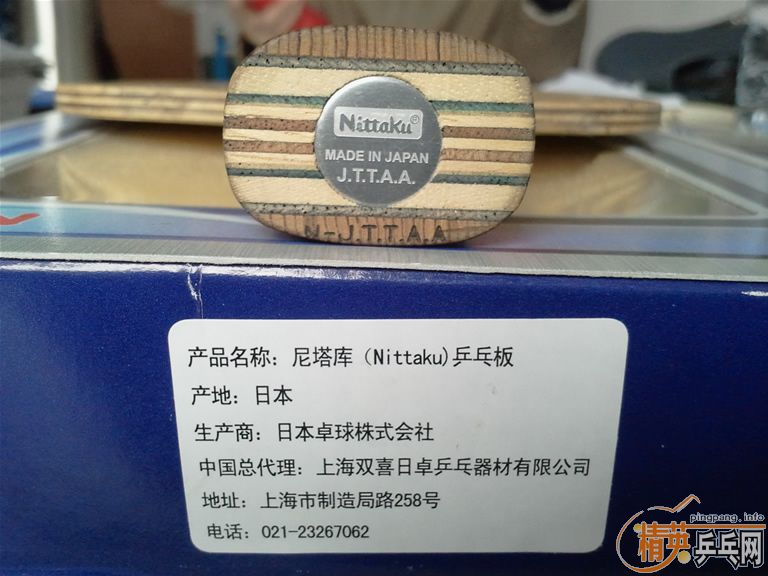 Nittaku®
MADE IN JAPAN
J.T.T.A.A.
N-J.T.T.A.A
产品名称：尼塔库（Nittaku)乒乓板
产地：日本
生产商：日本卓球株式会社
中国总代理：上海双喜日卓乒乓器材有限公司
地址：上海市制造局路258号
电话：021-23267062
pingpang.info
精英乒乓网